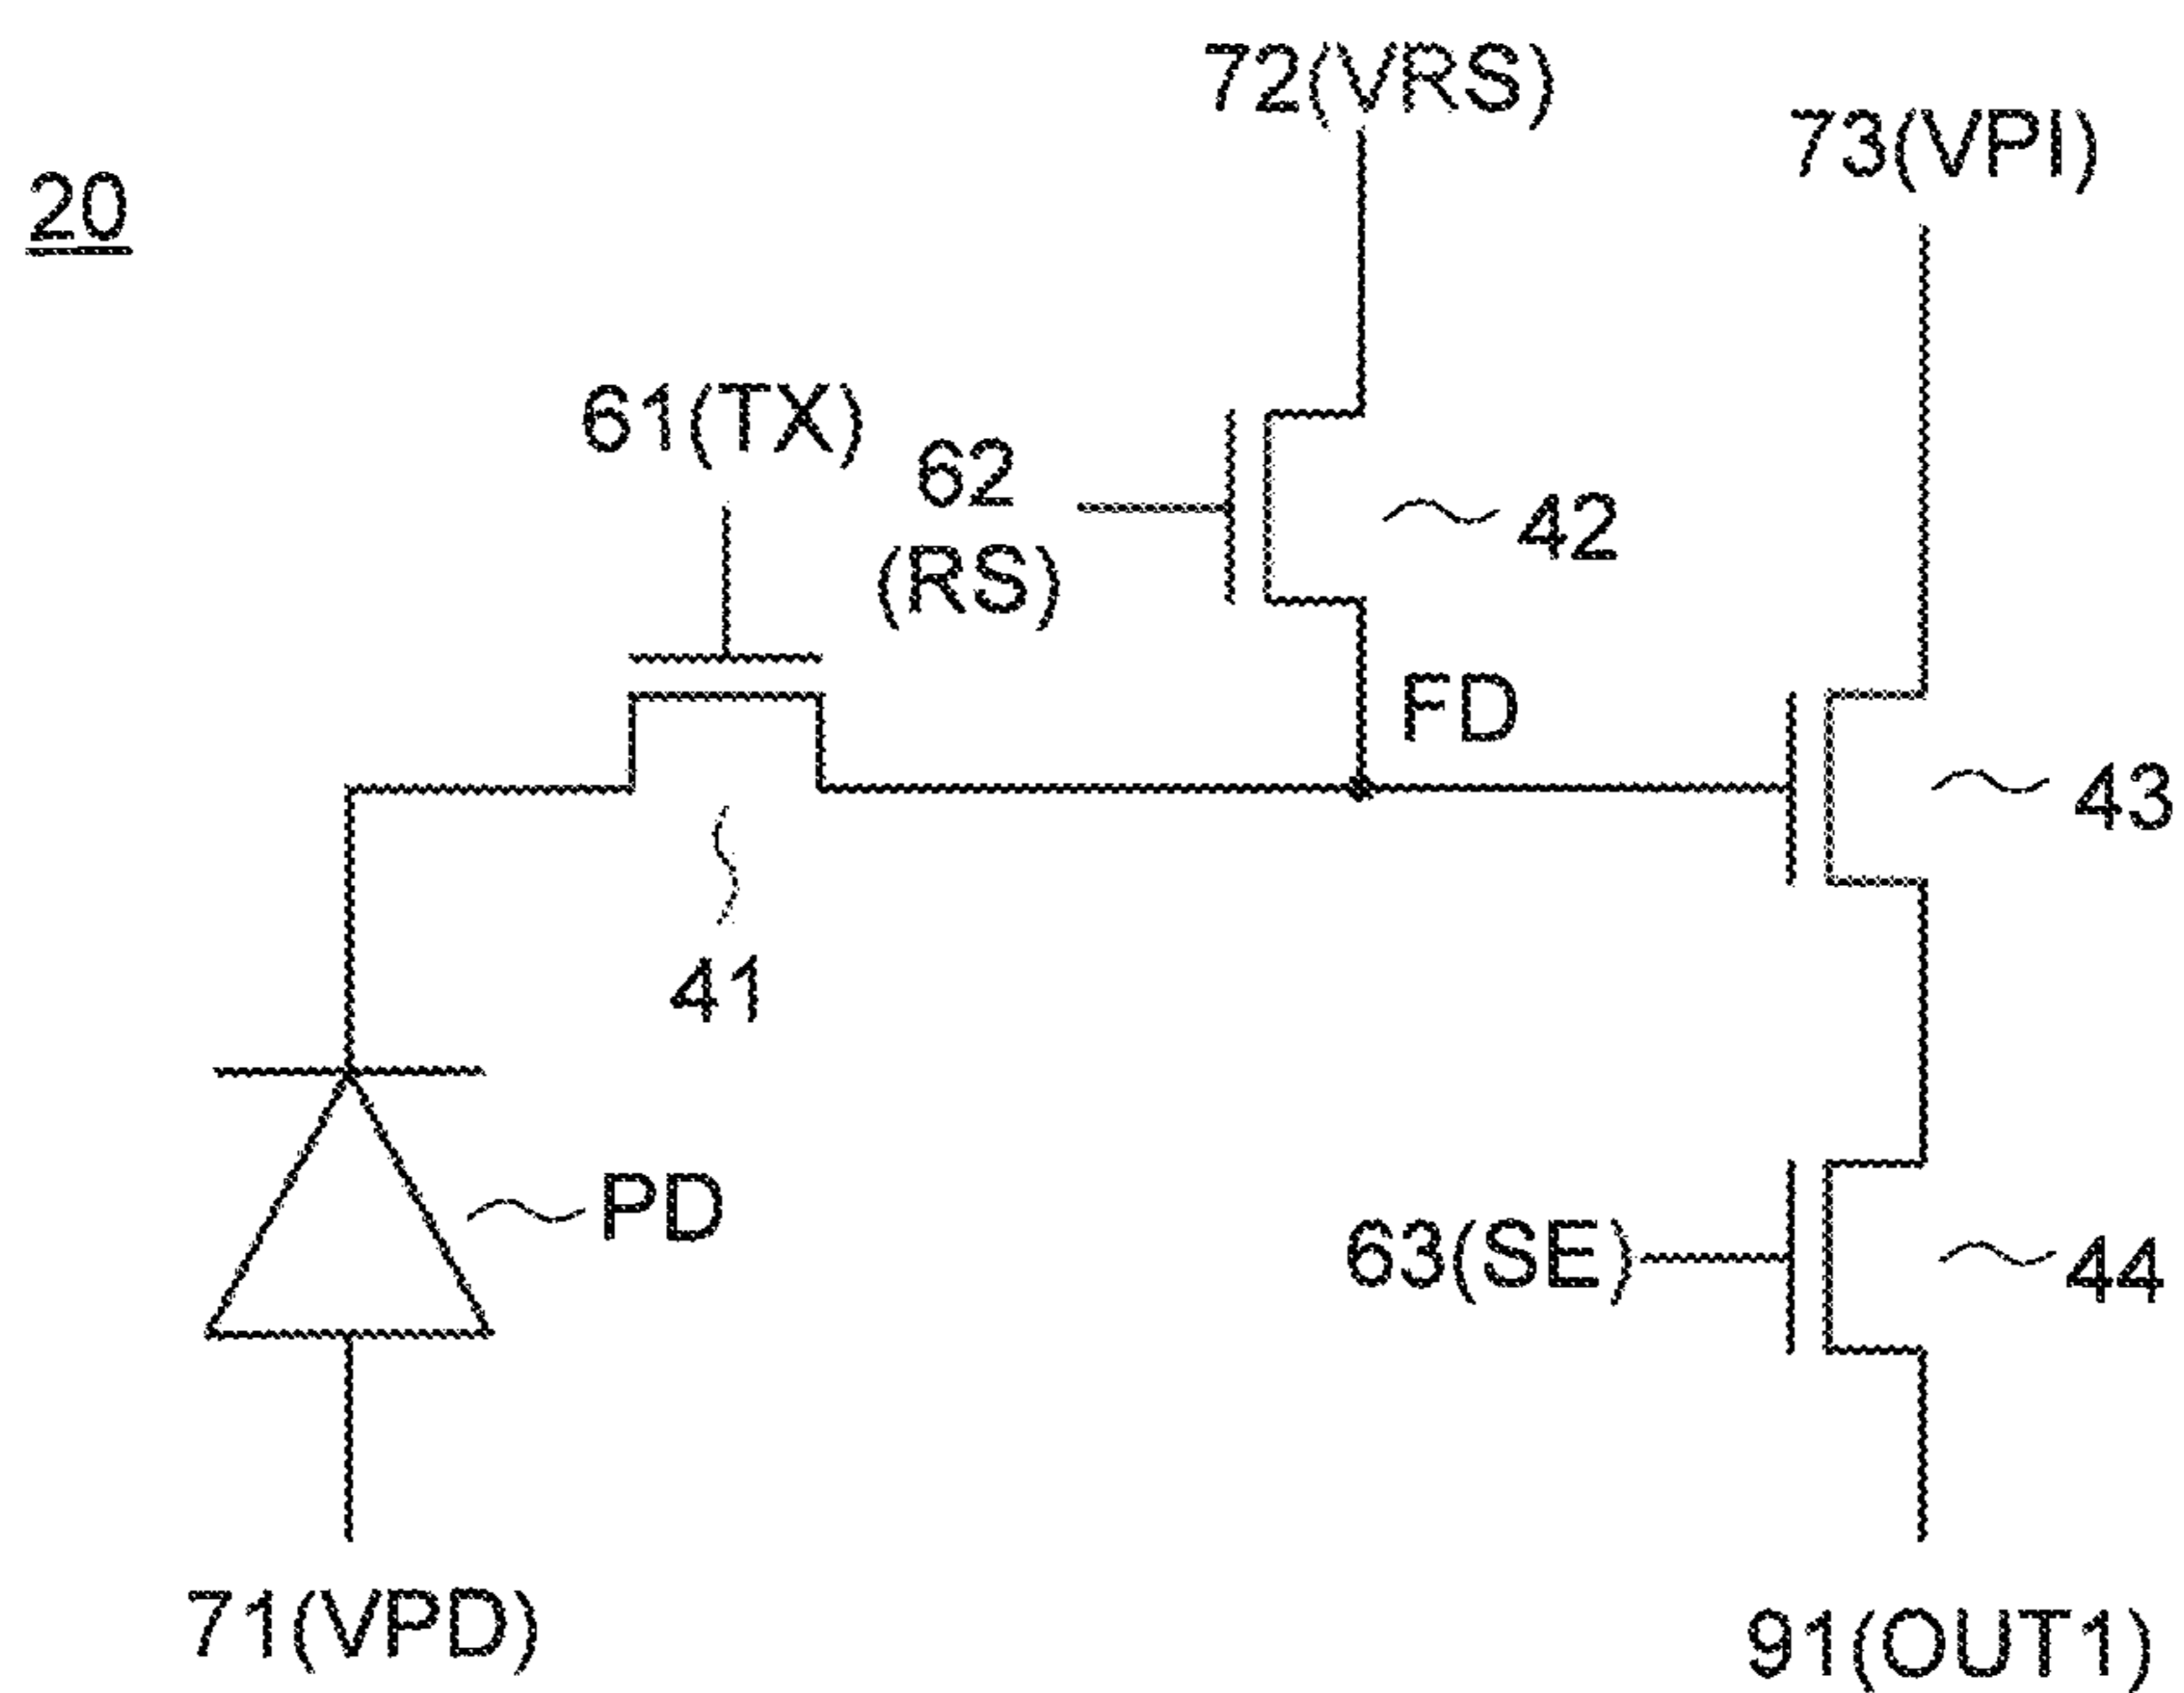 72(VRS)
73(VPI)
20
61(TX)
62
(RS)
42
FD
43
41
PD
63(SE)
44
71(VPD)
91(OUT1)